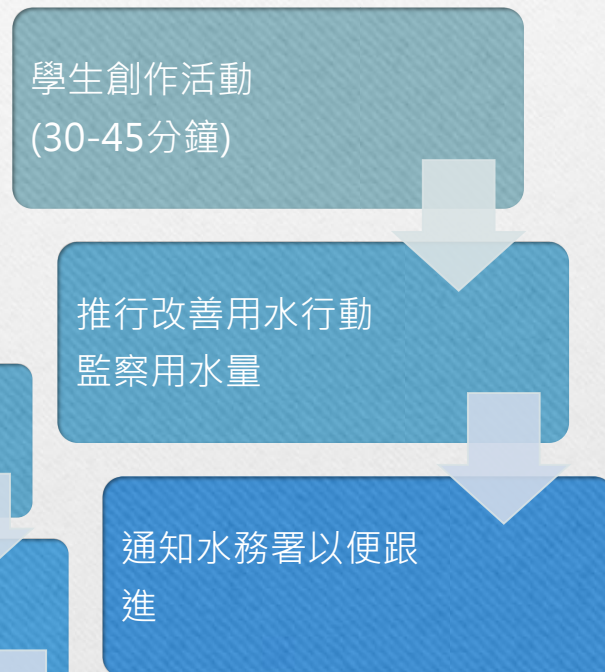 學生創作活動
(30-45分鐘)
推行改善用水行動
監察用水量
通知水務署以便跟
進